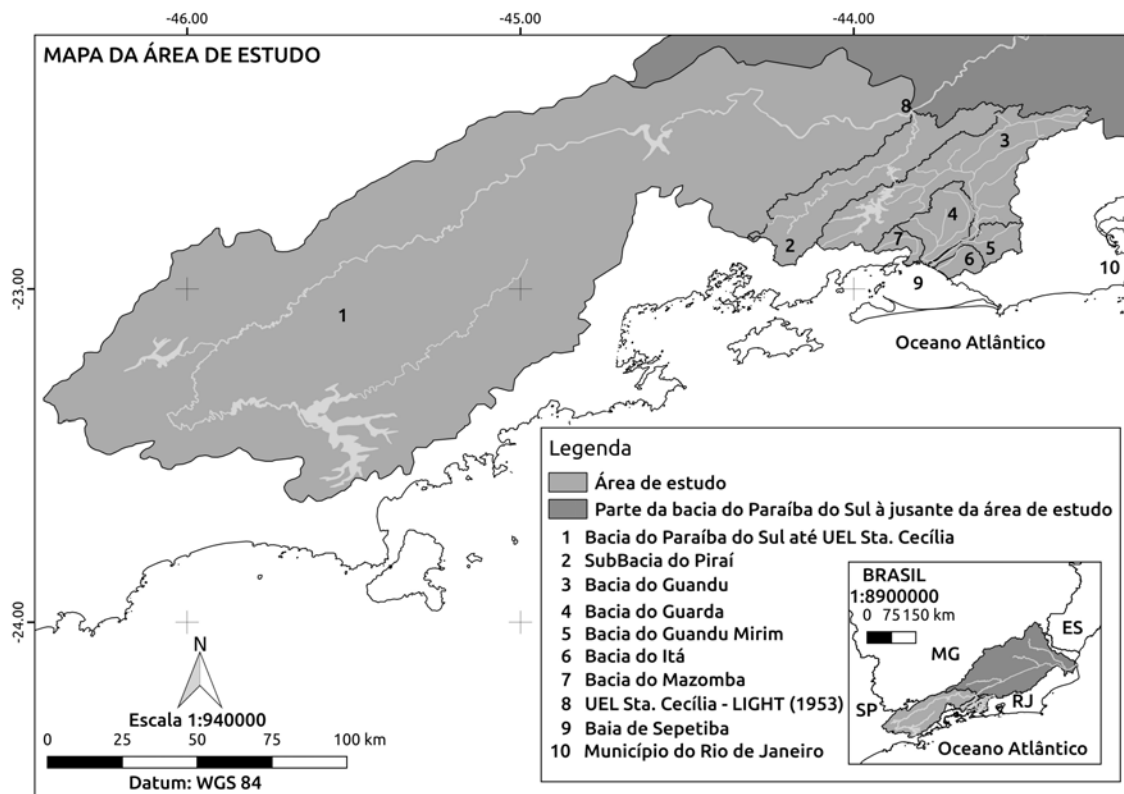 -46.00
-45.00
-44.00
MAPA DA ÁREA DE ESTUDO
8
3
4
2
7
5
6
9
10
-23.00
1
Oceano Atlântico
Legenda
Área de estudo
Parte da bacia do Paraíba do Sul à jusante da área de estudo
1 Bacia do Paraíba do Sul até UEL Sta. Cecília
2 SubBacia do Piraí
3 Bacia do Guandu
4 Bacia do Guarda
5 Bacia do Guandu Mirim
6 Bacia do Itá
7 Bacia do Mazomba
8 UEL Sta. Cecília - LIGHT (1953)
9 Baia de Sepetiba
10 Município do Rio de Janeiro
BRASIL
1:8900000
0 75 150 km
ES
MG
SP
RJ
Oceano Atlântico
-24.00
N
Escala 1:940000
0 25 50 75 100 km
Datum: WGS 84